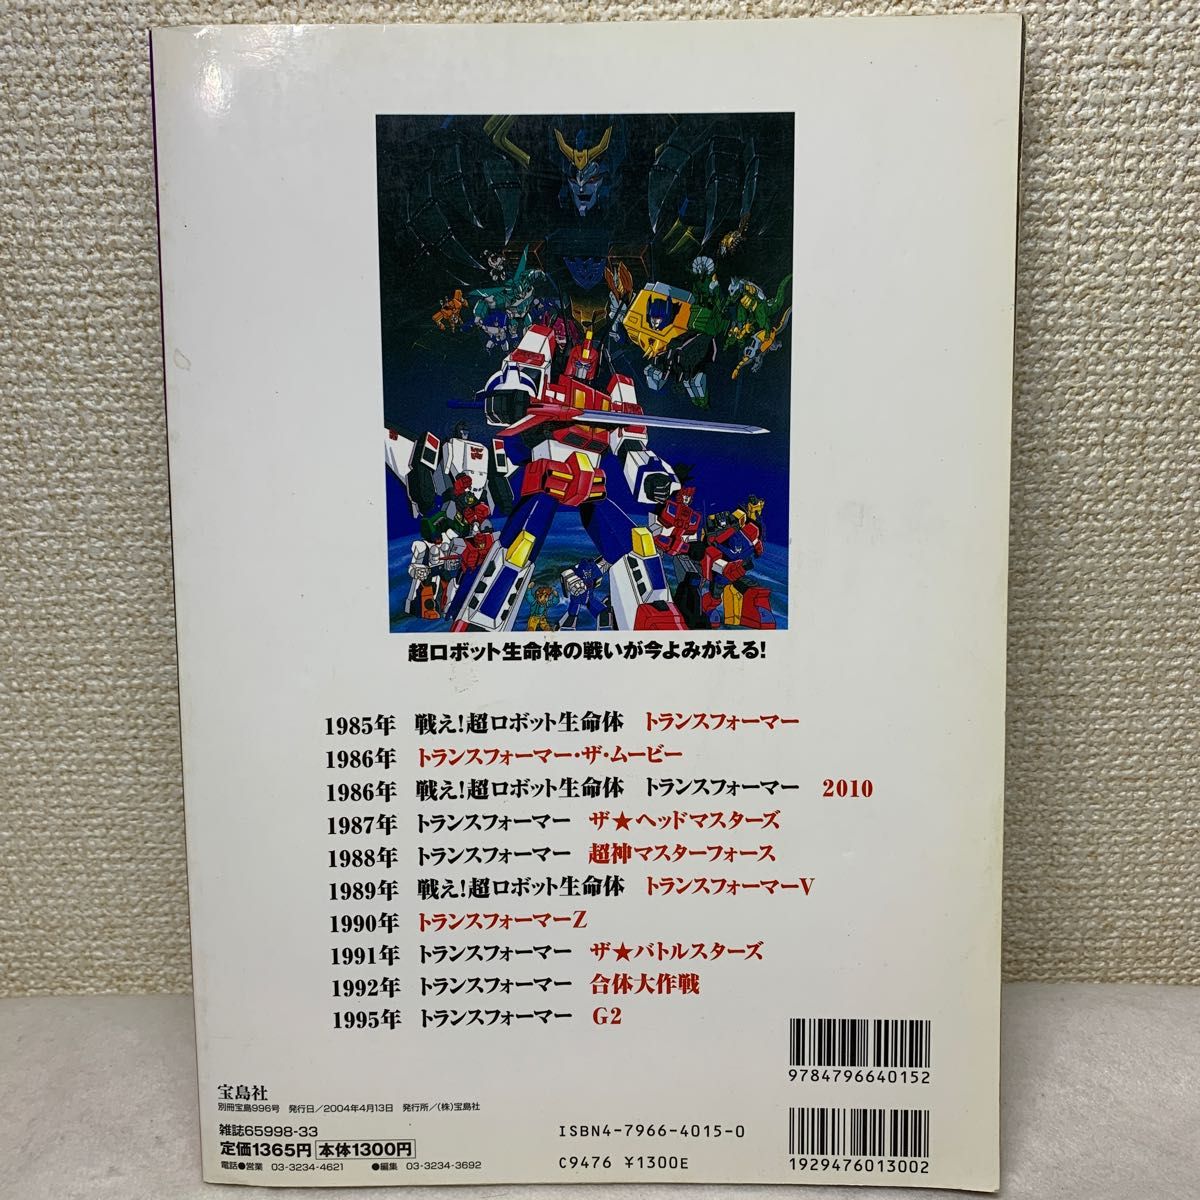 超ロボット生命体の戦いが今よみがえる!
1985年 戦え!超ロボット生命体 トランスフォーマー
1986年 トランスフォーマー・ザ・ムービー
1986年 戦え!超ロボット生命体 トランスフォーマー 2010
1987年 トランスフォーマー ザ★ヘッドマスターズ
1988年 トランスフォーマー 超神マスターフォース
1989年 戦え!超ロボット生命体 トランスフォーマーV
1990年 トランスフォーマーZ
1991年 トランスフォーマー ザ★バトルスターズ
1992年 トランスフォーマー 合体大作戦
1995年 トランスフォーマー G2
9784796640152
宝島社
別冊宝島996号 発行日/2004年4月13日 発行所/(株)宝島社
雑誌65998-33
定価1365円 本体1300円
電話●営業 03-3234-4621 ●編集 03-3234-3692
ISBN4-7966-4015-0
C9476 ¥1300E
1929476013002